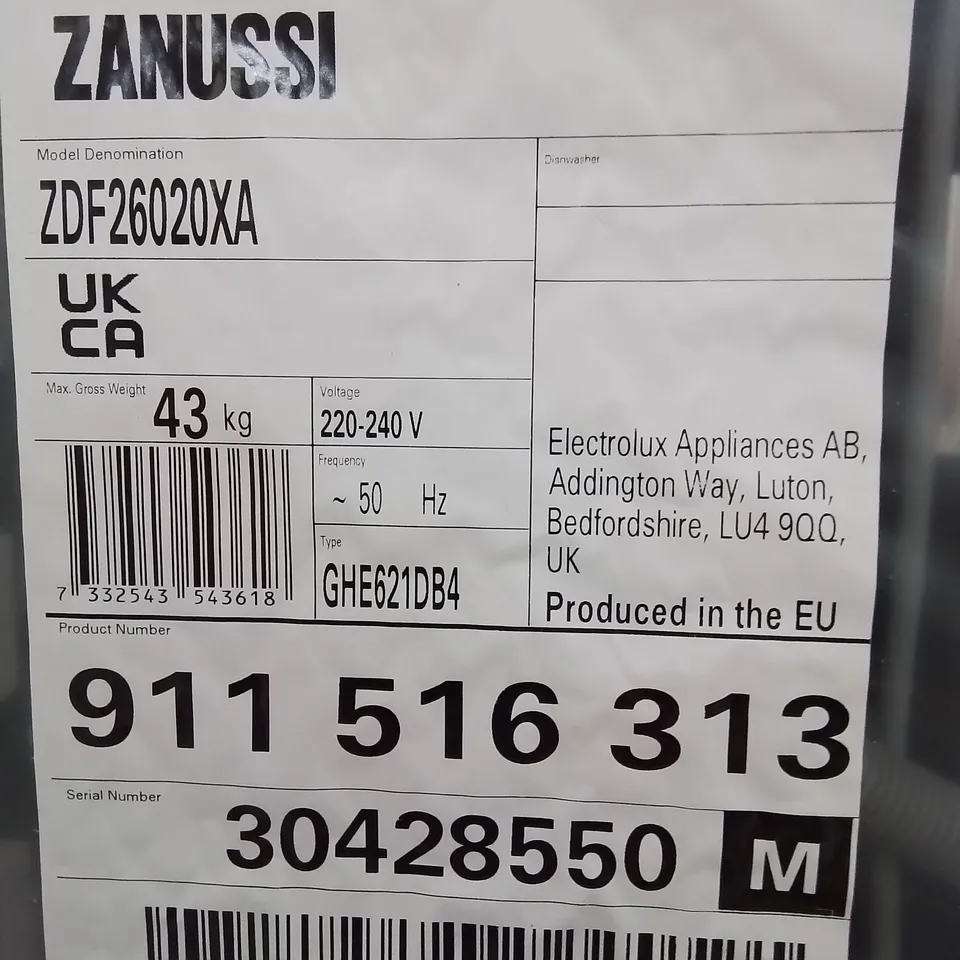 ZANUSSI
Model Denomination
ZDF26020XA
Dishwasher
UK
CA
Max. Gross Weight
43 kg
Voltage
220-240 V
Frequency
~ 50 Hz
Type
GHE621DB4
7 332543 543618
Electrolux Appliances AB,
Addington Way, Luton,
Bedfordshire, LU4 9QQ,
UK
Produced in the EU
Product Number
911 516 313
Serial Number
30428550
M